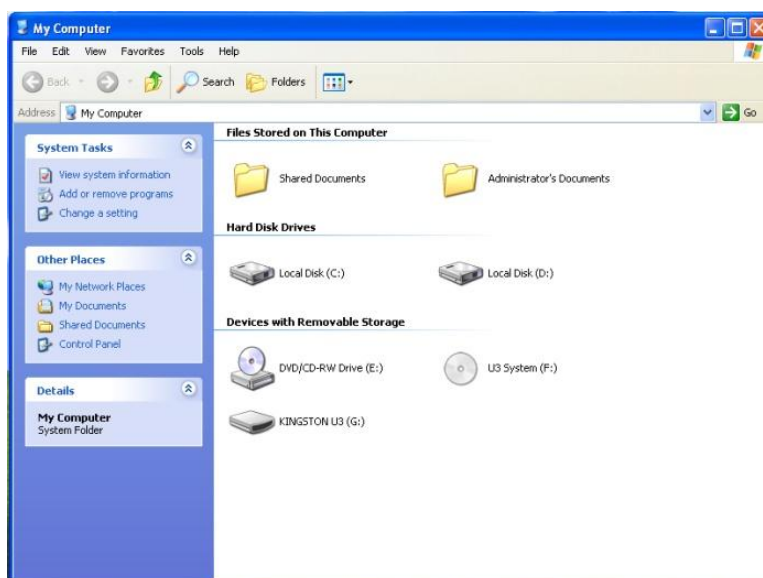 My Computer
File Edit View Favorites Tools Help
Back Search Folders
Address My Computer Go
System Tasks
View system information
Add or remove programs
Change a setting
Other Places
My Network Places
My Documents
Shared Documents
Control Panel
Details
My Computer
System Folder
Files Stored on This Computer
Shared Documents Administrator's Documents
Hard Disk Drives
Local Disk (C:) Local Disk (D:)
Devices with Removable Storage
DVD/CD-RW Drive (E:) U3 System (F:)
KINGSTON U3 (G:)